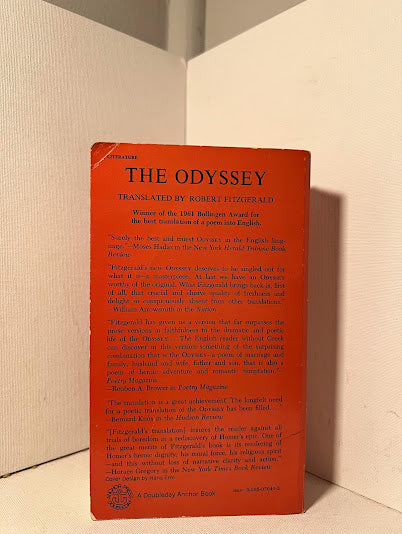 LITERATURE
THE ODYSSEY
TRANSLATED BY ROBERT FITZGERALD
Winner of the 1961 Bollingen Award for
the best translation of a poem into English.
"Surely the best and truest ODYSSEY in the English lan-
guage."—Moses Hadas in the New York Herald Tribune Book
Review
"Fitzgerald's new Odyssey deserves to be singled out for
what it is—a masterpiece. At last we have an Odyssey
worthy of the original. What Fitzgerald brings back is, first
of all, that crucial and elusive quality of freshness and
delight so conspicuously absent from other translations."
—William Arrowsmith in the Nation
"Fitzgerald has given us a version that far surpasses the
prose versions in faithfulness to the dramatic and poetic
life of the ODYSSEY... The English reader without Greek
can discover in this version something of the surprising
combination that is the ODYSSEY—a poem of marriage and
family, husband and wife, father and son, that is also a
poem of heroic adventure and romantic temptation."—
Poetry Magazine
—Reuben A. Brower in Poetry Magazine
"The translation is a great achievement. The longfelt need
for a poetic translation of the ODYSSEY has been filled.—
—Bernard Knox in the Hudson Review
"[Fitzgerald's translation] insures the reader against all
trials of boredom in a rediscovery of Homer's epic. One of
the great merits of Fitzgerald's book is its rendering of
Homer's heroic dignity, his moral force, his religious spirit
—and this without loss of narrative clarity and action."
—Horace Gregory in the New York Times Book Review
Cover Design by Hans Erni
A Doubleday Anchor Book
ISBN: